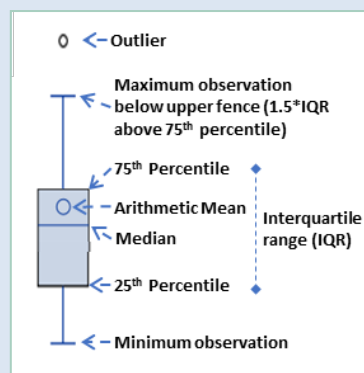 Outlier
Maximum observation
below upper fence (1.5*IQR
above 75th percentile)
75th Percentile
Arithmetic Mean
Interquartile
range (IQR)
Median
25th Percentile
Minimum observation